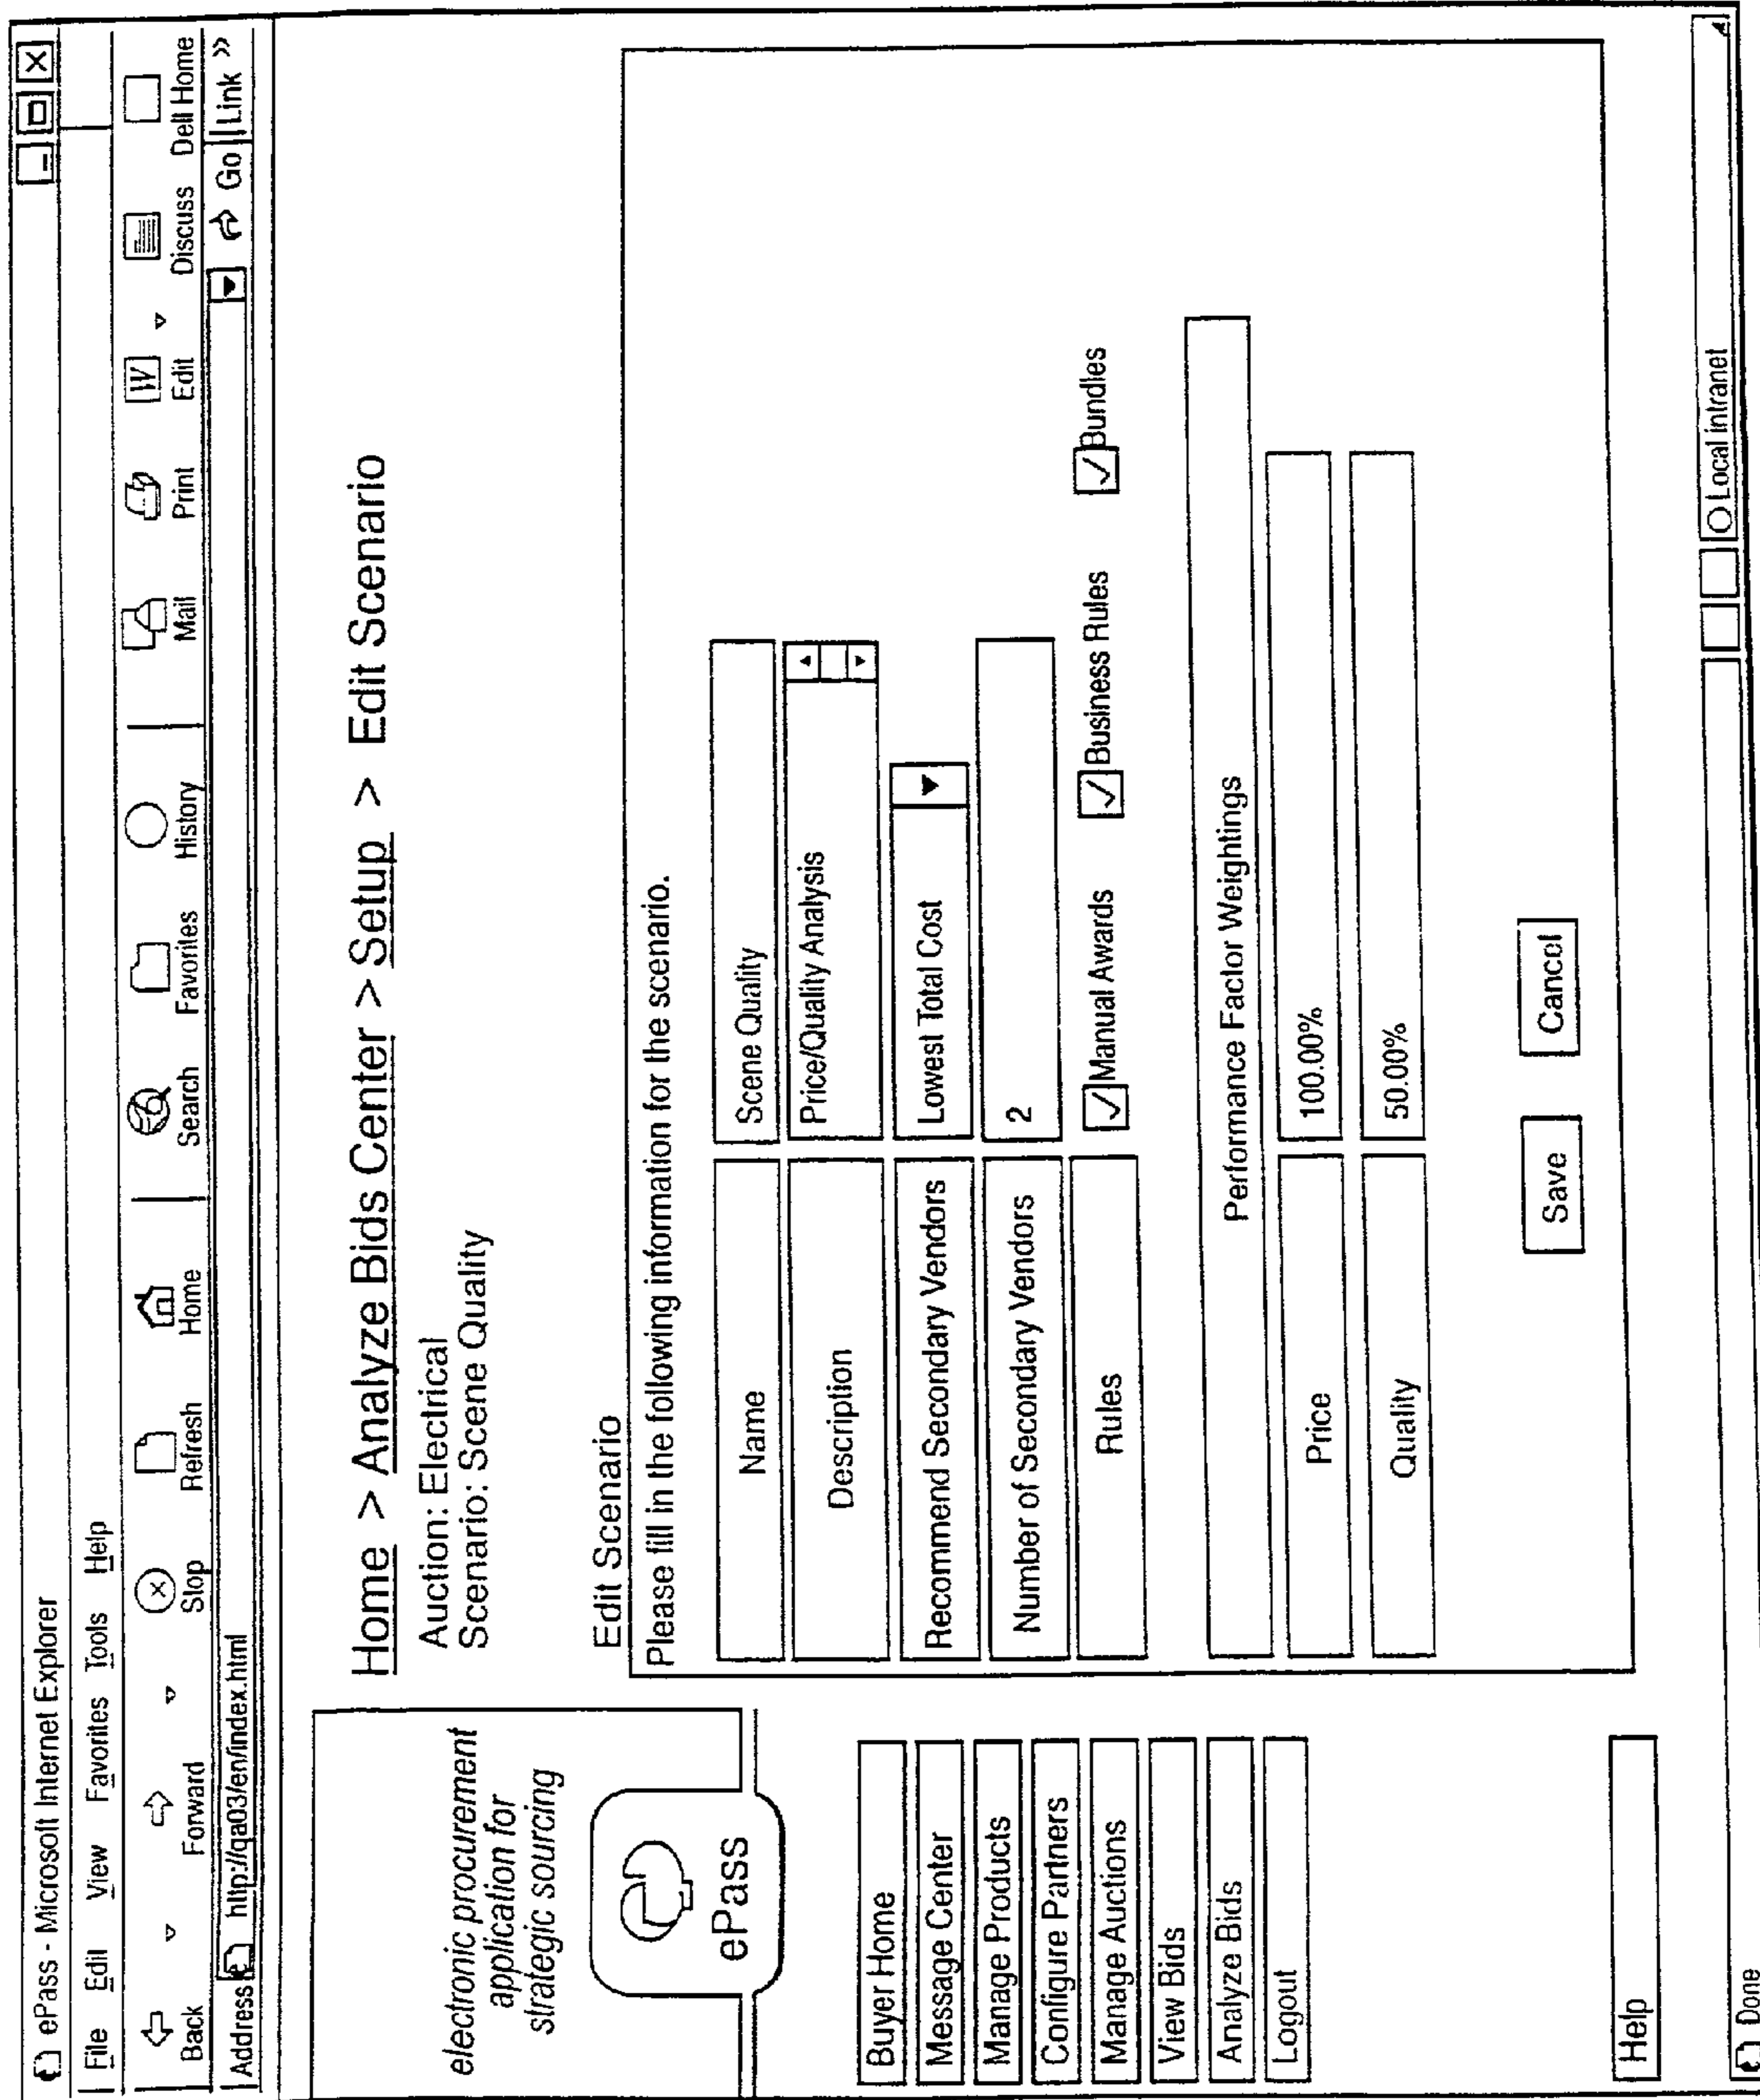 ePass - Microsoft Internet Explorer
File Edit View Favorites Tools Help
Back Forward Stop Refresh Home Search Favorites History Mail Print Edit Discuss Dell Home
Address http://qa03/en/index.html Go Link »
electronic procurement
application for
strategic sourcing
ePass
Buyer Home
Message Center
Manage Products
Configure Partners
Manage Auctions
View Bids
Analyze Bids
Logout
Help
Home > Analyze Bids Center > Setup > Edit Scenario
Auction: Electrical
Scenario: Scene Quality
Edit Scenario
Please fill in the following information for the scenario.
Name Scene Quality
Description Price/Quality Analysis
Recommend Secondary Vendors Lowest Total Cost
Number of Secondary Vendors 2
Rules Manual Awards Business Rules Bundles
Performance Factor Weightings
Price 100.00%
Quality 50.00%
Save Cancel
Done Local intranet